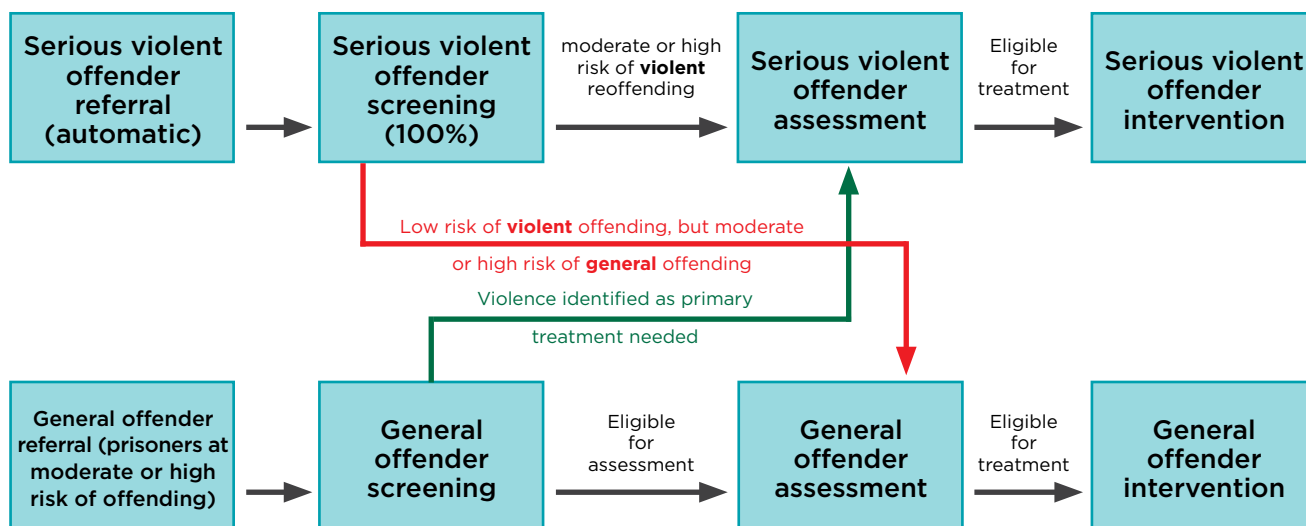 Serious violent
offender
referral
(automatic)
Serious violent
offender
screening
(100%)
moderate or high
risk of violent
reoffending
Serious violent
offender
assessment
Eligible
for
treatment
Serious violent
offender
intervention
Low risk of violent offending, but moderate
or high risk of general offending
Violence identified as primary
treatment needed
General offender
referral (prisoners at
moderate or high
risk of offending)
General
offender
screening
Eligible
for
assessment
General
offender
assessment
Eligible
for
treatment
General
offender
intervention